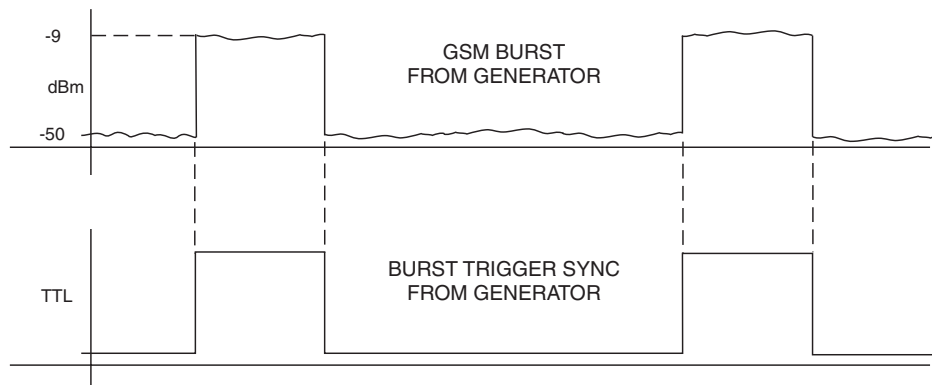 -9
GSM BURST
FROM GENERATOR
dBm
-50
BURST TRIGGER SYNC
FROM GENERATOR
TTL